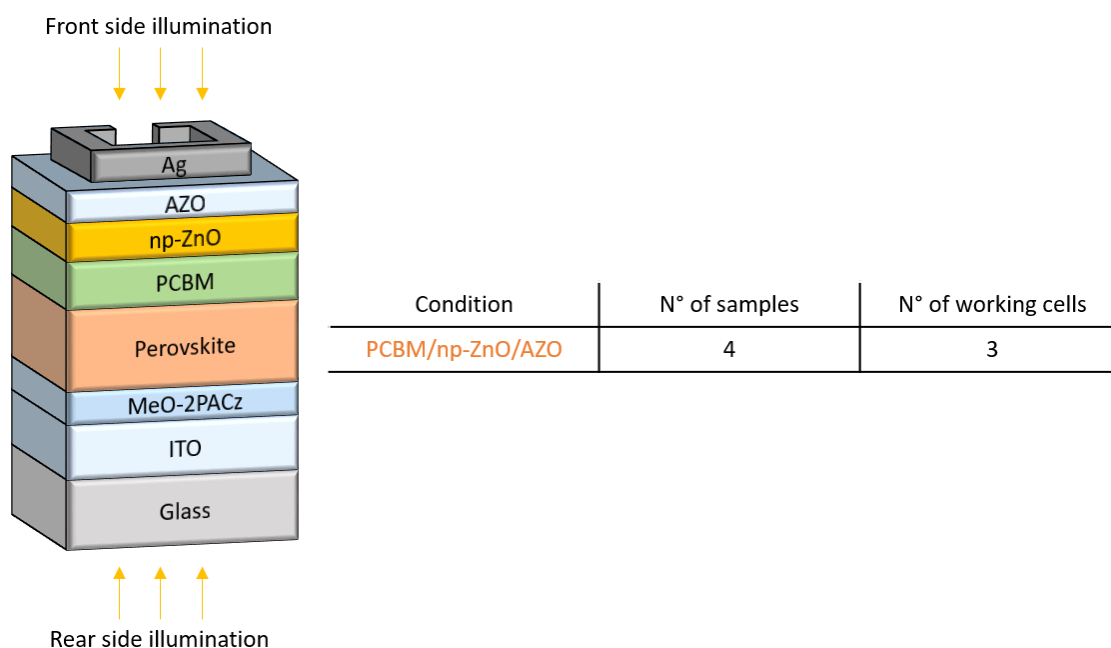 Front side illumination
Ag
AZO
np-ZnO
PCBM
Perovskite
MeO-2PACz
ITO
Glass
Rear side illumination
Condition N° of samples N° of working cells
PCBM/np-ZnO/AZO 4 3